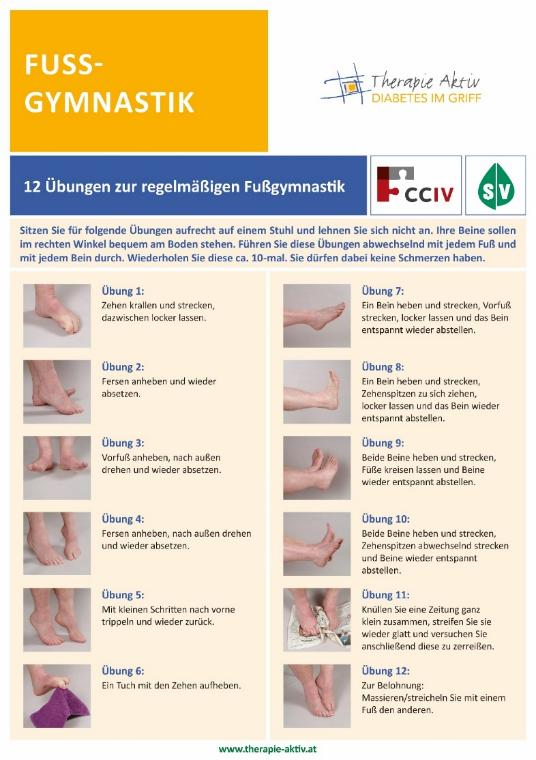 FUSS-
GYMNASTIK
Therapie Aktiv
DIABETES IM GRIFF
12 Übungen zur regelmäßigen Fußgymnastik
CCIV
SV
Sitzen Sie für folgende Übungen aufrecht auf einem Stuhl und lehnen Sie sich nicht an. Ihre Beine sollen
im rechten Winkel bequem am Boden stehen. Führen Sie diese Übungen abwechselnd mit jedem Fuß und
mit jedem Bein durch. Wiederholen Sie diese ca. 10-mal. Sie dürfen dabei keine Schmerzen haben.
Übung 1:
Zehen krallen und strecken,
dazwischen locker lassen.
Übung 2:
Fersen anheben und wieder
absetzen.
Übung 3:
Vorfuß anheben, nach außen
drehen und wieder absetzen.
Übung 4:
Fersen anheben, nach außen drehen
und wieder absetzen.
Übung 5:
Mit kleinen Schritten nach vorne
trippeln und wieder zurück.
Übung 6:
Ein Tuch mit den Zehen aufheben.
Übung 7:
Ein Bein heben und strecken, Vorfuß
strecken, locker lassen und das Bein
entspannt wieder abstellen.
Übung 8:
Ein Bein heben und strecken,
Zehenspitzen zu sich ziehen,
locker lassen und das Bein wieder
entspannt abstellen.
Übung 9:
Beide Beine heben und strecken,
Füße kreisen lassen und Beine
wieder entspannt abstellen.
Übung 10:
Beide Beine heben und strecken,
Zehenspitzen abwechselnd strecken
und Beine wieder entspannt
abstellen.
Übung 11:
Knüllen Sie eine Zeitung ganz
klein zusammen, streifen Sie sie
wieder glatt und versuchen Sie
anschließend diese zu zerreißen.
Übung 12:
Zur Belohnung:
Massieren/streicheln Sie mit einem
Fuß den anderen.
www.therapie-aktiv.at